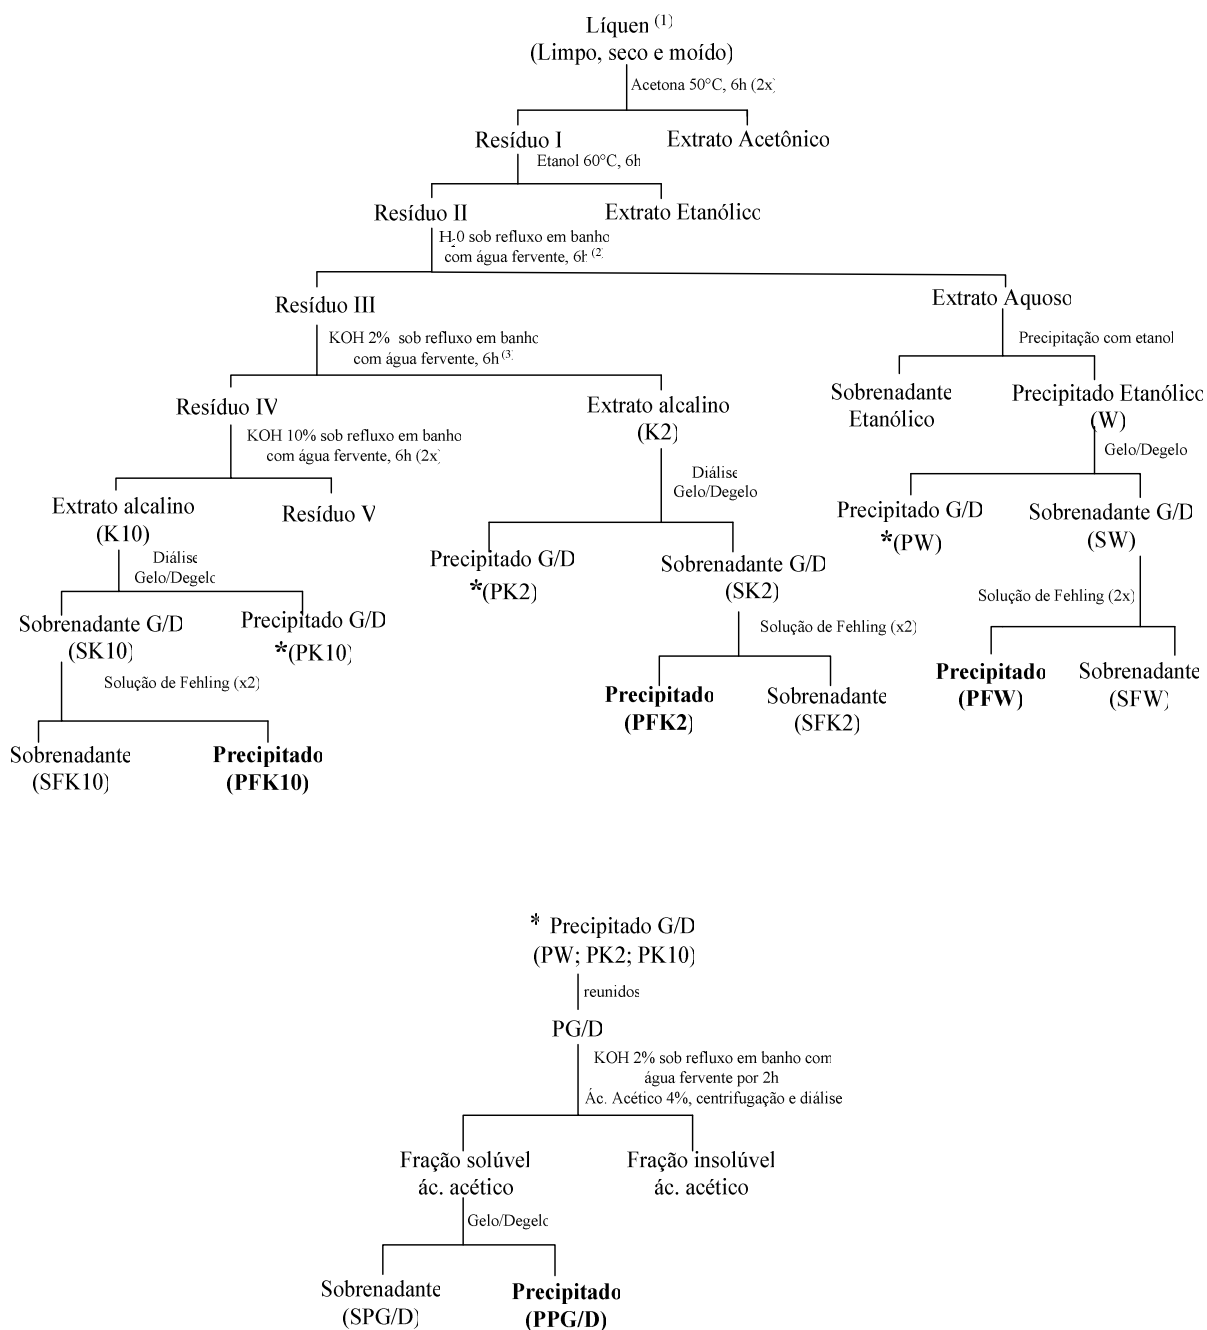 Líquen (1)
(Limpo, seco e moído)
Acetona 50°C, 6h (2x)
Resíduo I
Extrato Acetônico
Etanol 60°C, 6h
Resíduo II
Extrato Etanólico
H20 sob refluxo em banho
com água fervente, 6h (2)
Resíduo III
Extrato Aquoso
KOH 2% sob refluxo em banho
com água fervente, 6h (3)
Precipitação com etanol
Resíduo IV
Extrato alcalino
(K2)
Sobrenadante
Etanólico
Precipitado Etanólico
(W)
KOH 10% sob refluxo em banho
com água fervente, 6h (2x)
Diálise
Gelo/Degelo
Gelo/Degelo
Extrato alcalino
(K10)
Resíduo V
Precipitado G/D
*(PK2)
Sobrenadante G/D
(SK2)
Precipitado G/D
*(PW)
Sobrenadante G/D
(SW)
Diálise
Gelo/Degelo
Solução de Fehling (x2)
Solução de Fehling (2x)
Sobrenadante G/D
(SK10)
Precipitado G/D
*(PK10)
Precipitado
(PFK2)
Sobrenadante
(SFK2)
Precipitado
(PFW)
Sobrenadante
(SFW)
Solução de Fehling (x2)
Sobrenadante
(SFK10)
Precipitado
(PFK10)
* Precipitado G/D
(PW; PK2; PK10)
reunidos
PG/D
KOH 2% sob refluxo em banho com
água fervente por 2h
Ác. Acético 4%, centrifugação e diálise
Fração solúvel
ác. acético
Fração insolúvel
ác. acético
Gelo/Degelo
Sobrenadante
(SPG/D)
Precipitado
(PPG/D)